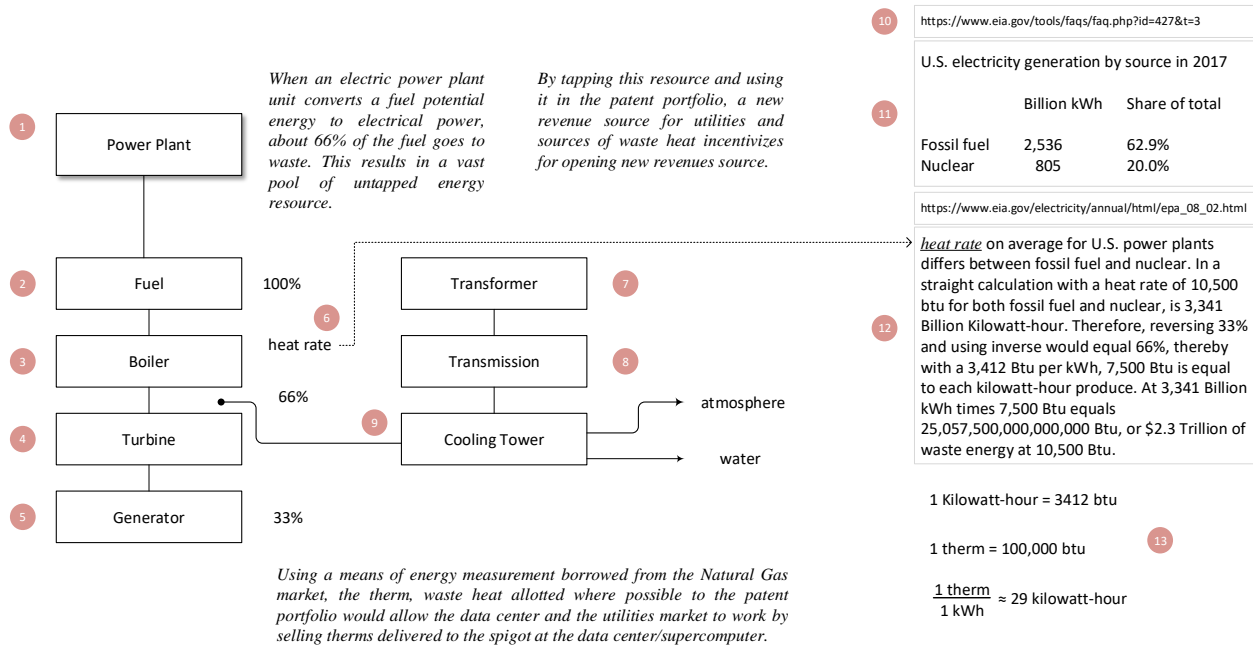 10
https://www.eia.gov/tools/faqs/faq.php?id=427&t=3
U.S. electricity generation by source in 2017
11
Billion kWh Share of total
Fossil fuel 2,536 62.9%
Nuclear 805 20.0%
When an electric power plant
unit converts a fuel potential
energy to electrical power,
about 66% of the fuel goes to
waste. This results in a vast
pool of untapped energy
resource.
By tapping this resource and using
it in the patent portfolio, a new
revenue source for utilities and
sources of waste heat incentivizes
for opening new revenues source.
1
Power Plant
2
Fuel
100%
3
Boiler
6
heat rate
66%
4
Turbine
5
Generator
33%
Transformer
7
Transmission
8
9
Cooling Tower
atmosphere
water
https://www.eia.gov/electricity/annual/html/epa_08_02.html
12
heat rate on average for U.S. power plants
differs between fossil fuel and nuclear. In a
straight calculation with a heat rate of 10,500
btu for both fossil fuel and nuclear, is 3,341
Billion Kilowatt-hour. Therefore, reversing 33%
and using inverse would equal 66%, thereby
with a 3,412 Btu per kWh, 7,500 Btu is equal
to each kilowatt-hour produce. At 3,341 Billion
kWh times 7,500 Btu equals
25,057,500,000,000,000 Btu, or $2.3 Trillion of
waste energy at 10,500 Btu.
1 Kilowatt-hour = 3412 btu
1 therm = 100,000 btu
13
1 therm
1 kWh
≈ 29 kilowatt-hour
Using a means of energy measurement borrowed from the Natural Gas
market, the therm, waste heat allotted where possible to the patent
portfolio would allow the data center and the utilities market to work by
selling therms delivered to the spigot at the data center/supercomputer.